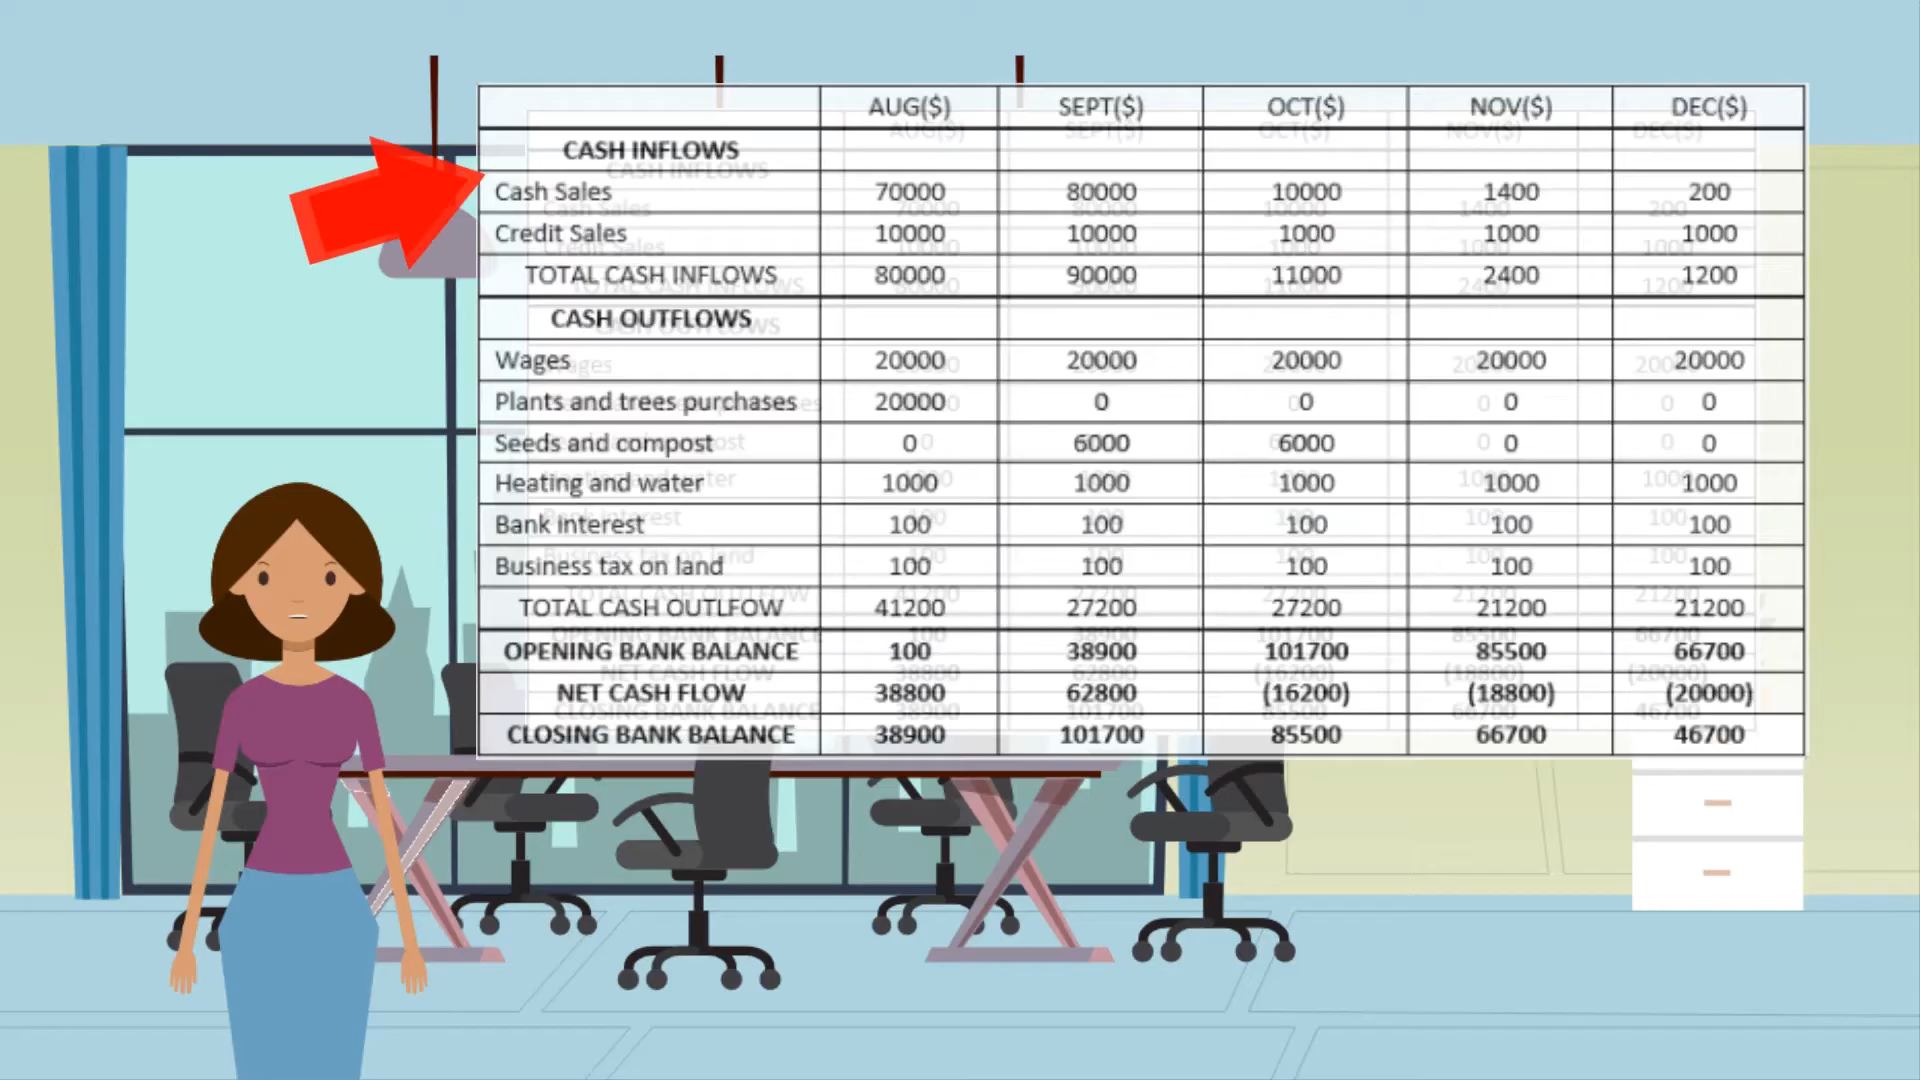 AUG($) SEPT($) OCT($) NOV($) DEC($)
CASH INFLOWS
Cash Sales 70000 80000 10000 1400 200
Credit Sales 10000 10000 1000 1000 1000
TOTAL CASH INFLOWS 80000 90000 11000 2400 1200
CASH OUTFLOWS
Wages 20000 20000 20000 20000 20000
Plants and trees purchases 20000 0 0 0 0
Seeds and compost 0 6000 6000 0 0
Heating and water 1000 1000 1000 1000 1000
Bank interest 100 100 100 100 100
Business tax on land 100 100 100 100 100
TOTAL CASH OUTLFOW 41200 27200 27200 21200 21200
OPENING BANK BALANCE 100 38900 101700 85500 66700
NET CASH FLOW 38800 62800 (16200) (18800) (20000)
CLOSING BANK BALANCE 38900 101700 85500 66700 46700